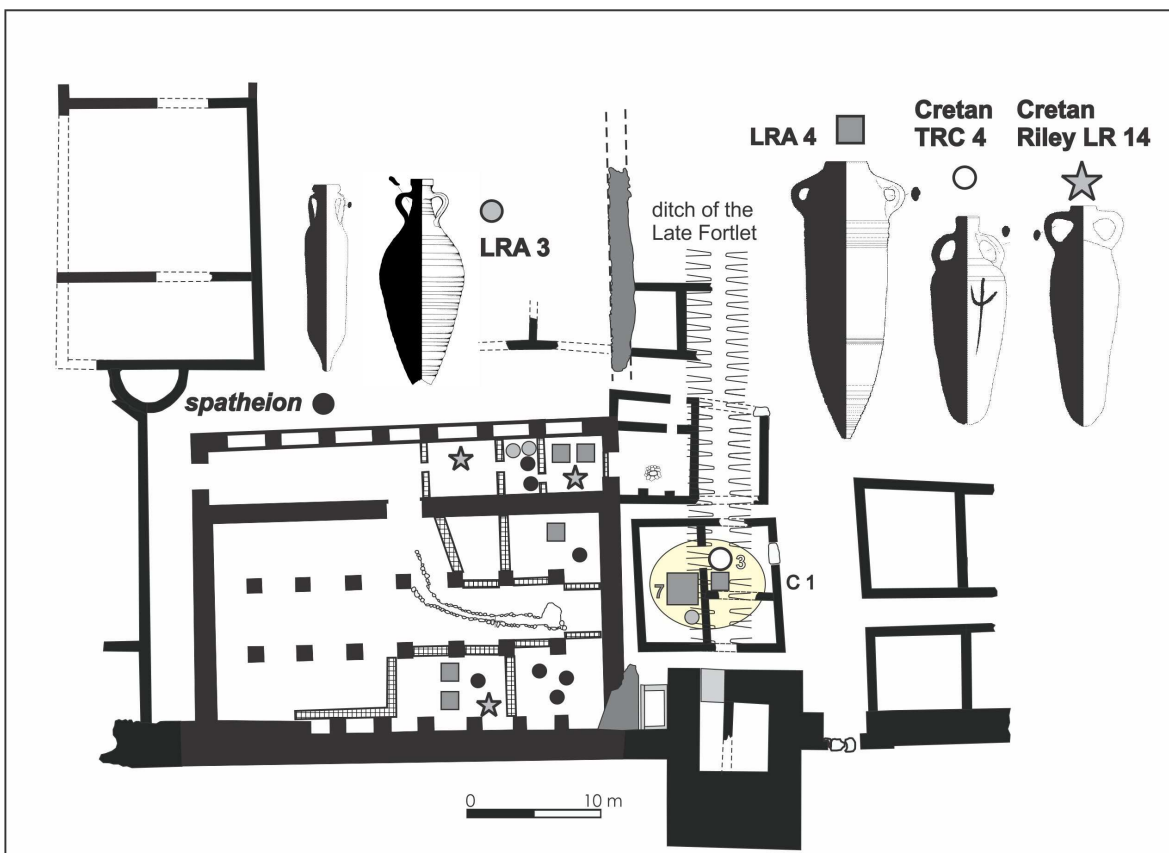 LRA 4
Cretan
TRC 4
Cretan
Riley LR 14
LRA 3
ditch of the
Late Fortlet
spatheion
3
7
C 1
0 10 m